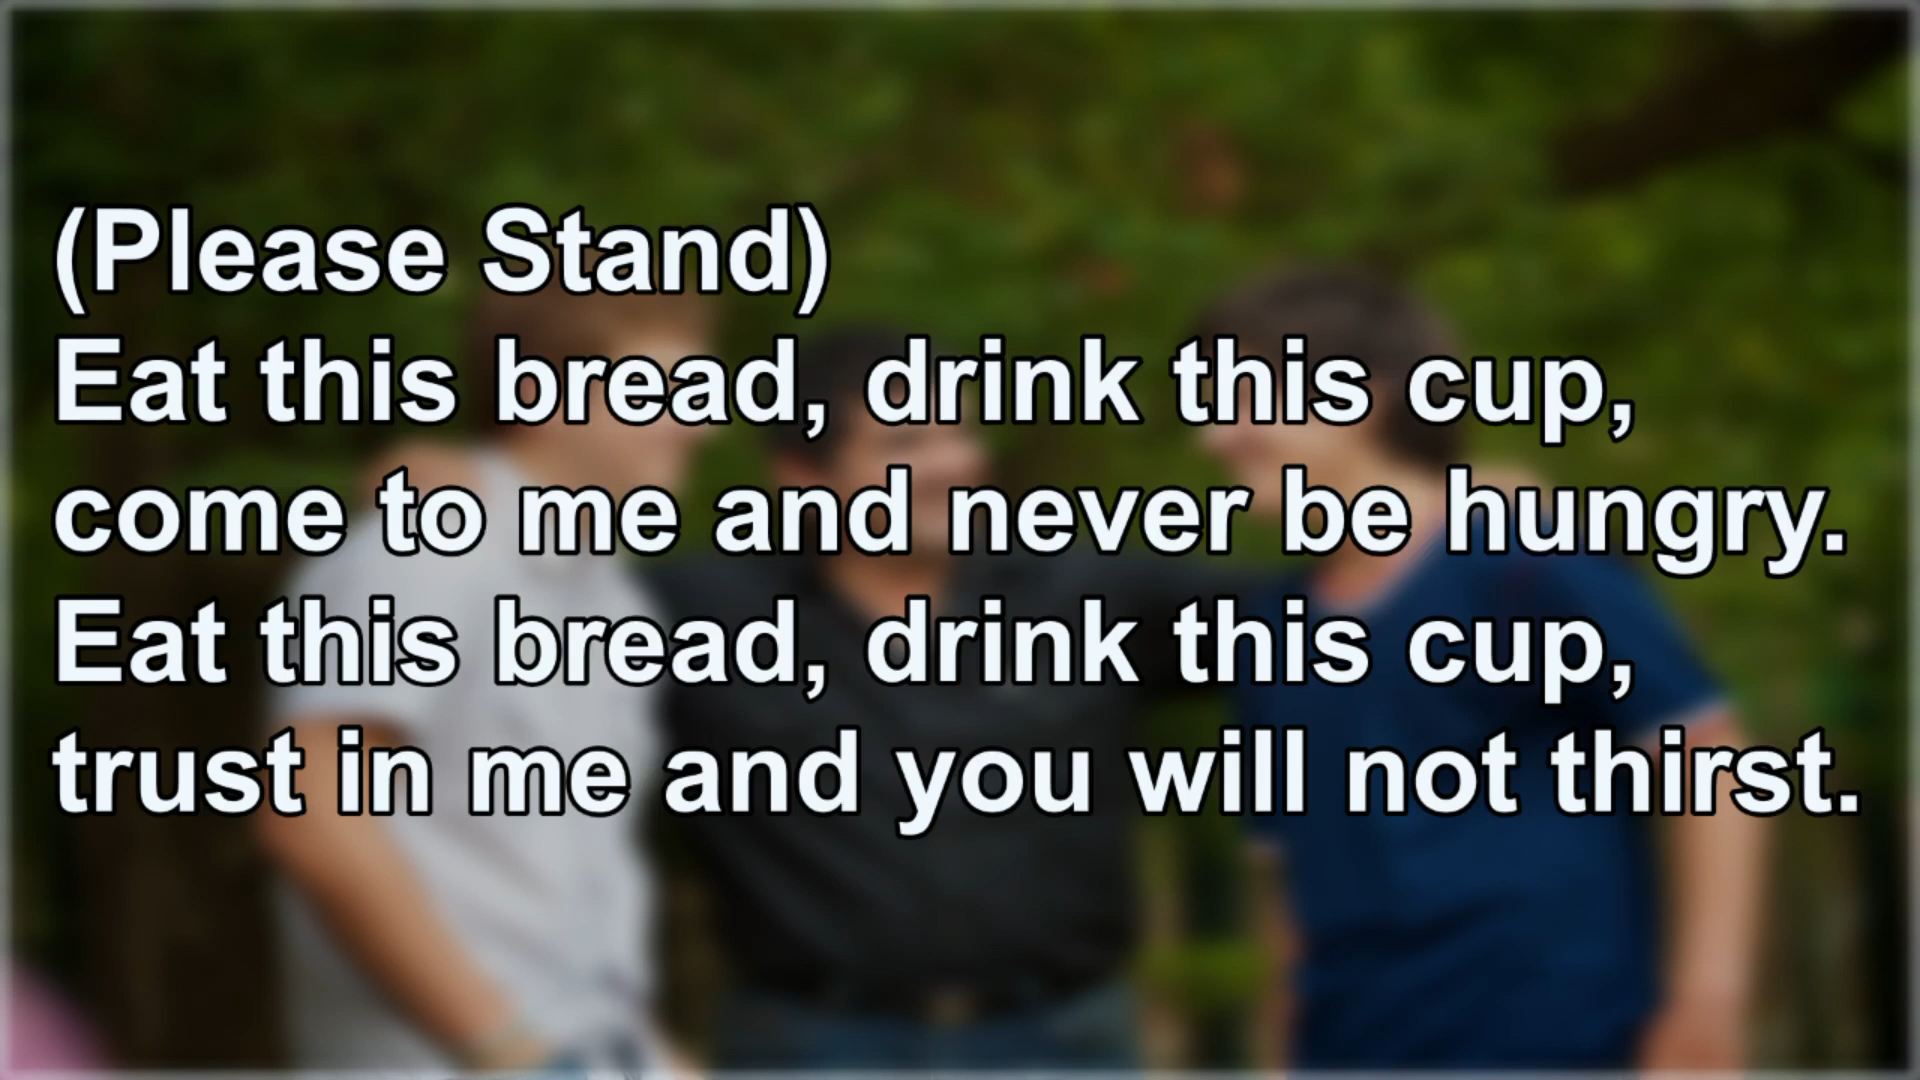 (Please Stand)
Eat this bread, drink this cup,
come to me and never be hungry.
Eat this bread, drink this cup,
trust in me and you will not thirst.